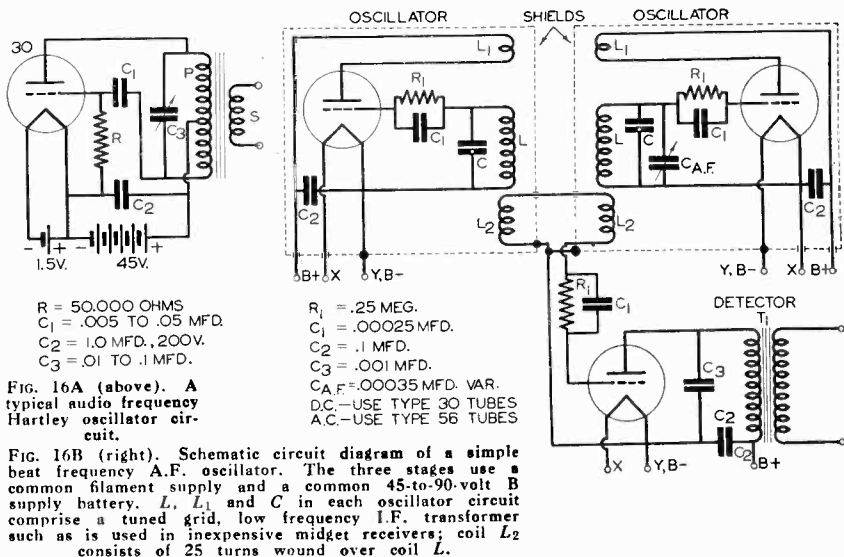 OSCILLATOR SHIELDS OSCILLATOR
30
C1
P
C3
S
R
C2
- + - +
1.5V. 45V.
R = 50.000 OHMS
C1 = .005 TO .05 MFD.
C2 = 1.0 MFD., 200V.
C3 = .01 TO .1 MFD.
FIG. 16A (above). A
typical audio frequency
Hartley oscillator cir-
cuit.
L1
R1
C1
C
L
C2
L2
B+ X Y, B-
L1
R1
C1
L
C
CA.F.
C2
L2
Y, B- X B+
R1
C1
DETECTOR
T1
C3
C2
C2
X Y, B- B+
R1 = .25 MEG.
C1 = .00025 MFD.
C2 = .1 MFD.
C3 = .001 MFD.
CA.F. = .00035 MFD. VAR.
D.C.-USE TYPE 30 TUBES
A.C.-USE TYPE 56 TUBES
FIG. 16B (right). Schematic circuit diagram of a simple
beat frequency A.F. oscillator. The three stages use a
common filament supply and a common 45-to-90-volt B
supply battery. L, L1 and C in each oscillator circuit
comprise a tuned grid, low frequency I.F. transformer
such as is used in inexpensive midget receivers; coil L2
consists of 25 turns wound over coil L.